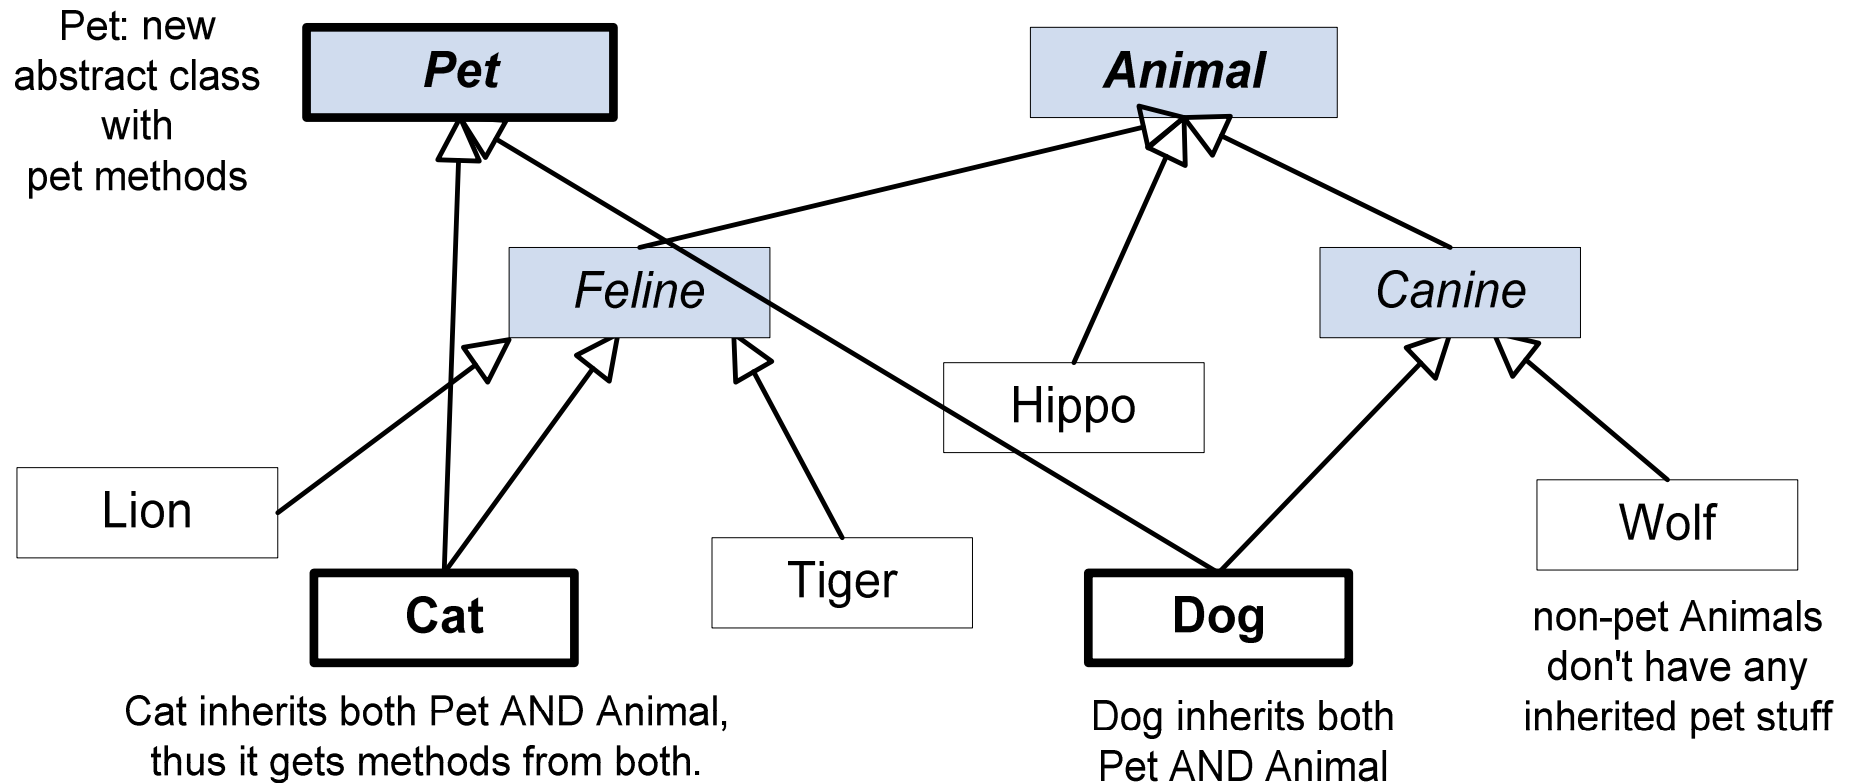 Pet: new
abstract class
with
pet methods
Pet
Animal
Feline
Canine
Hippo
Lion
Wolf
Tiger
Cat
Dog
Cat inherits both Pet AND Animal,
thus it gets methods from both.
Dog inherits both
Pet AND Animal
non-pet Animals
don't have any
inherited pet stuff